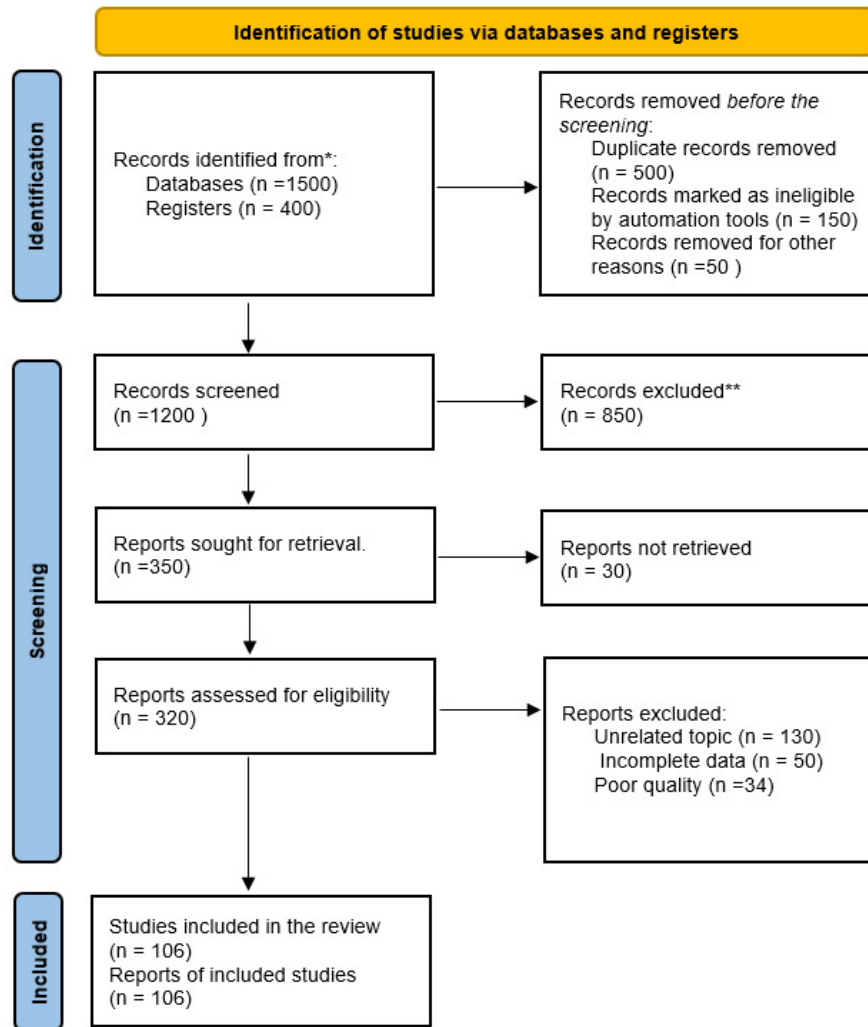 Identification of studies via databases and registers
Identification
Records identified from*:
Databases (n =1500)
Registers (n = 400)
Records removed before the
screening:
Duplicate records removed
(n = 500)
Records marked as ineligible
by automation tools (n = 150)
Records removed for other
reasons (n =50 )
Screening
Records screened
(n =1200 )
Records excluded**
(n = 850)
Reports sought for retrieval.
(n =350)
Reports not retrieved
(n = 30)
Reports assessed for eligibility
(n = 320)
Reports excluded:
Unrelated topic (n = 130)
Incomplete data (n = 50)
Poor quality (n =34)
Included
Studies included in the review
(n = 106)
Reports of included studies
(n = 106)